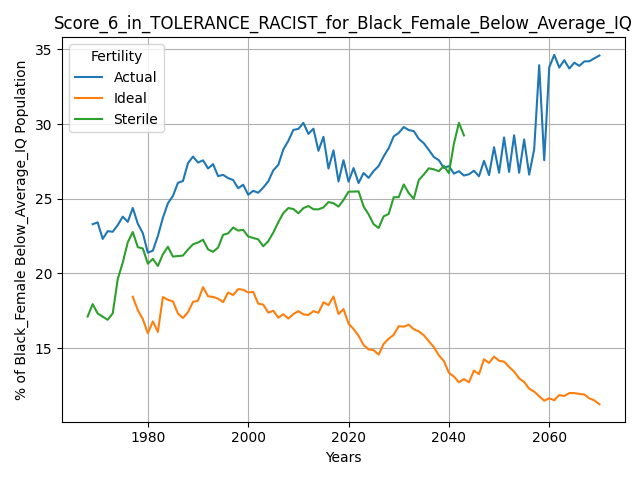 Score_6_in_TOLERANCE_RACIST_for_Black_Female_Below_Average_IQ
% of Black_Female Below_Average_IQ Population
35
30
25
20
15
Fertility
Actual
Ideal
Sterile
1980
2000
2020
2040
2060
Years